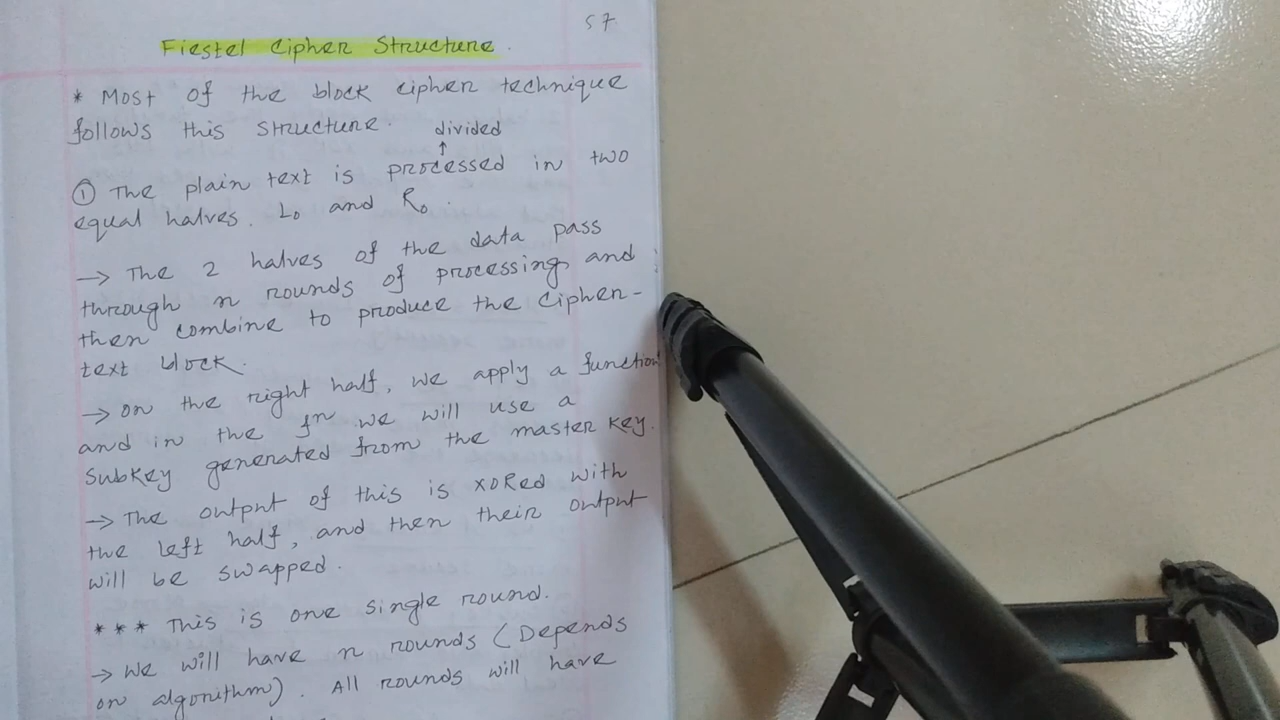 57
Fiestel Cipher Structure.
* Most of the block cipher technique
follows this structure.
divided
↑
① The plain text is processed in two
equal halves. L₀ and R₀.
→ The 2 halves of the data pass
through n rounds of processing and
then combine to produce the cipher-
text block.
→ On the right half, we apply a function
and in the fⁿ we will use a
subkey generated from the master key.
→ The output of this is XORed with
the left half, and then their output
will be swapped.
*** This is one single round.
→ We will have n rounds (Depends
on algorithm). All rounds will have